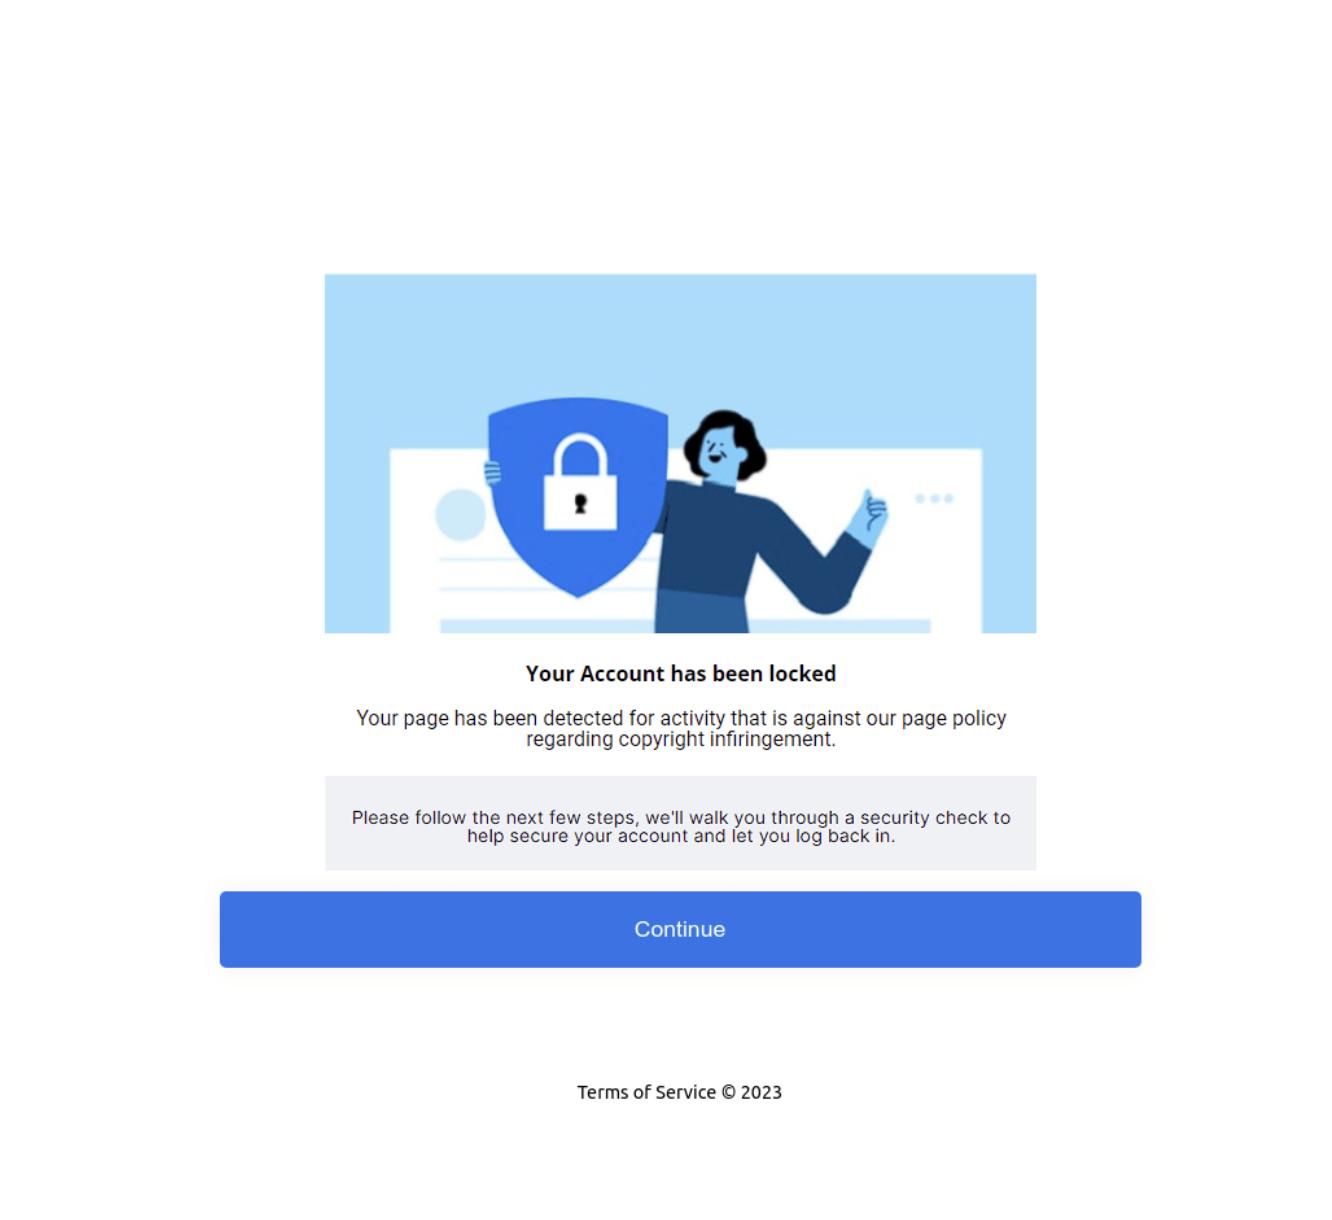 Your Account has been locked
Your page has been detected for activity that is against our page policy
regarding copyright infiringement.
Please follow the next few steps, we'll walk you through a security check to
help secure your account and let you log back in.
Continue
Terms of Service © 2023